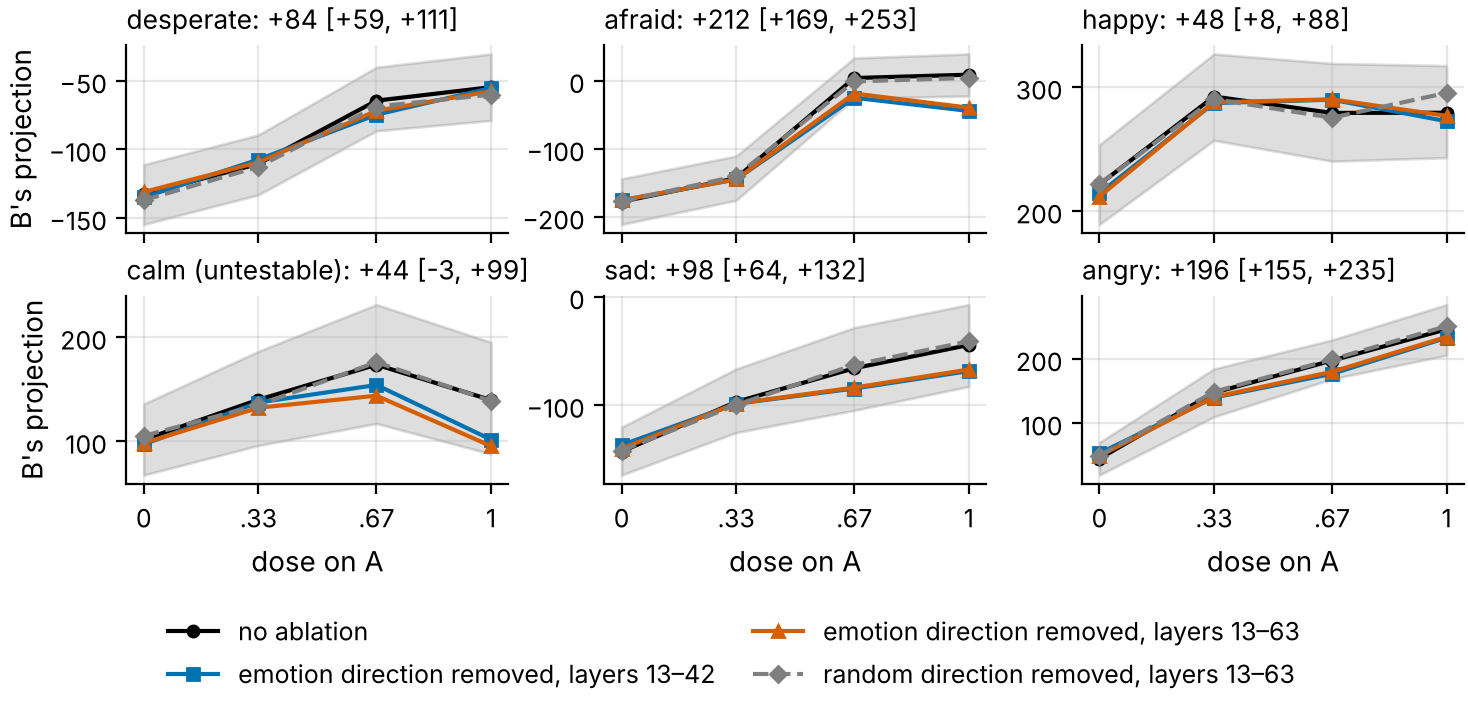 desperate: +84 [+59, +111]
afraid: +212 [+169, +253]
happy: +48 [+8, +88]
B's projection
−50
−100
−150
0
−100
−200
300
200
calm (untestable): +44 [-3, +99]
sad: +98 [+64, +132]
angry: +196 [+155, +235]
B's projection
200
100
0
−100
200
100
0 .33 .67 1
0 .33 .67 1
0 .33 .67 1
dose on A
dose on A
dose on A
no ablation
emotion direction removed, layers 13–63
emotion direction removed, layers 13–42
random direction removed, layers 13–63